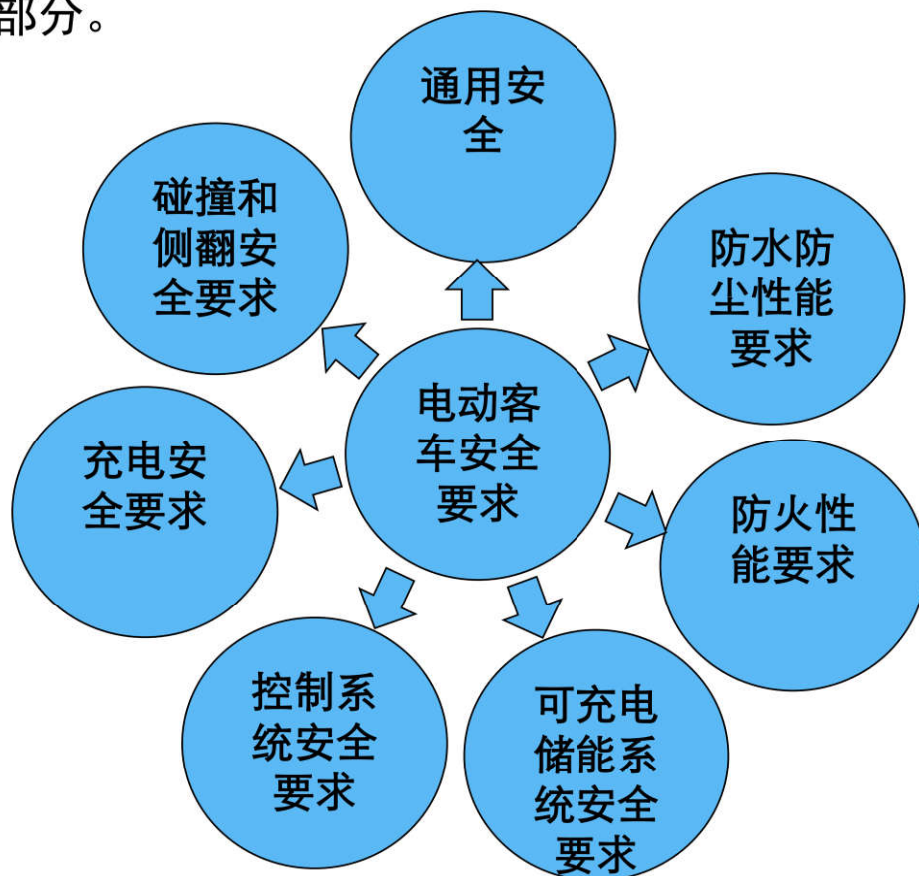 部分。
通用安
全
碰撞和
侧翻安
全要求
防水防
尘性能
要求
电动客
车安全
要求
充电安
全要求
防火性
能要求
控制系
统安全
要求
可充电
储能系
统安全
要求